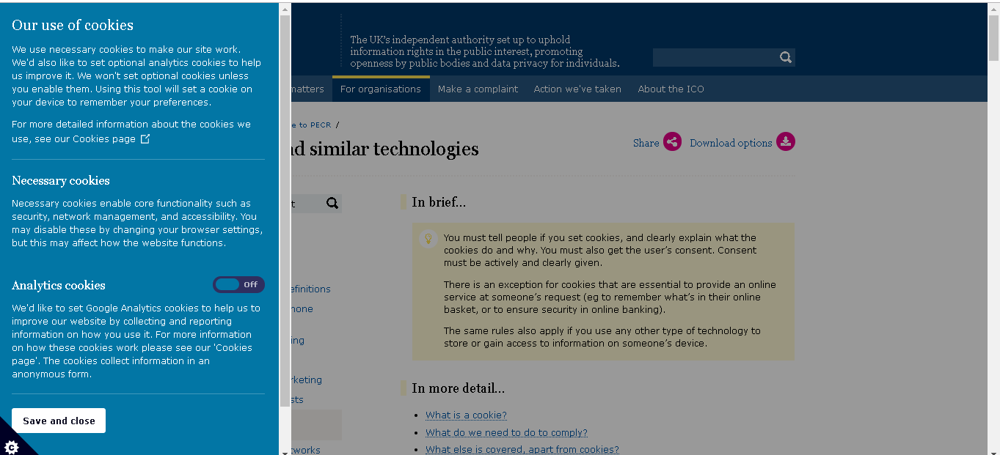 Our use of cookies
We use necessary cookies to make our site work.
We'd also like to set optional analytics cookies to help
us improve it. We won't set optional cookies unless
you enable them. Using this tool will set a cookie on
your device to remember your preferences.
For more detailed information about the cookies we
use, see our Cookies page
Necessary cookies
Necessary cookies enable core functionality such as
security, network management, and accessibility. You
may disable these by changing your browser settings,
but this may affect how the website functions.
Analytics cookies
Off
We'd like to set Google Analytics cookies to help us to
improve our website by collecting and reporting
information on how you use it. For more information
on how these cookies work please see our 'Cookies
page'. The cookies collect information in an
anonymous form.
Save and close
The UK's independent authority set up to uphold
information rights in the public interest, promoting
openness by public bodies and data privacy for individuals.
matters For organisations Make a complaint Action we've taken About the ICO
e to PECR /
nd similar technologies
Share Download options
t
efinitions
hone
ing
rketing
sts
tworks
In brief…
You must tell people if you set cookies, and clearly explain what the
cookies do and why. You must also get the user's consent. Consent
must be actively and clearly given.
There is an exception for cookies that are essential to provide an online
service at someone's request (eg to remember what's in their online
basket, or to ensure security in online banking).
The same rules also apply if you use any other type of technology to
store or gain access to information on someone's device.
In more detail…
• What is a cookie?
• What do we need to do to comply?
• What else is covered, apart from cookies?